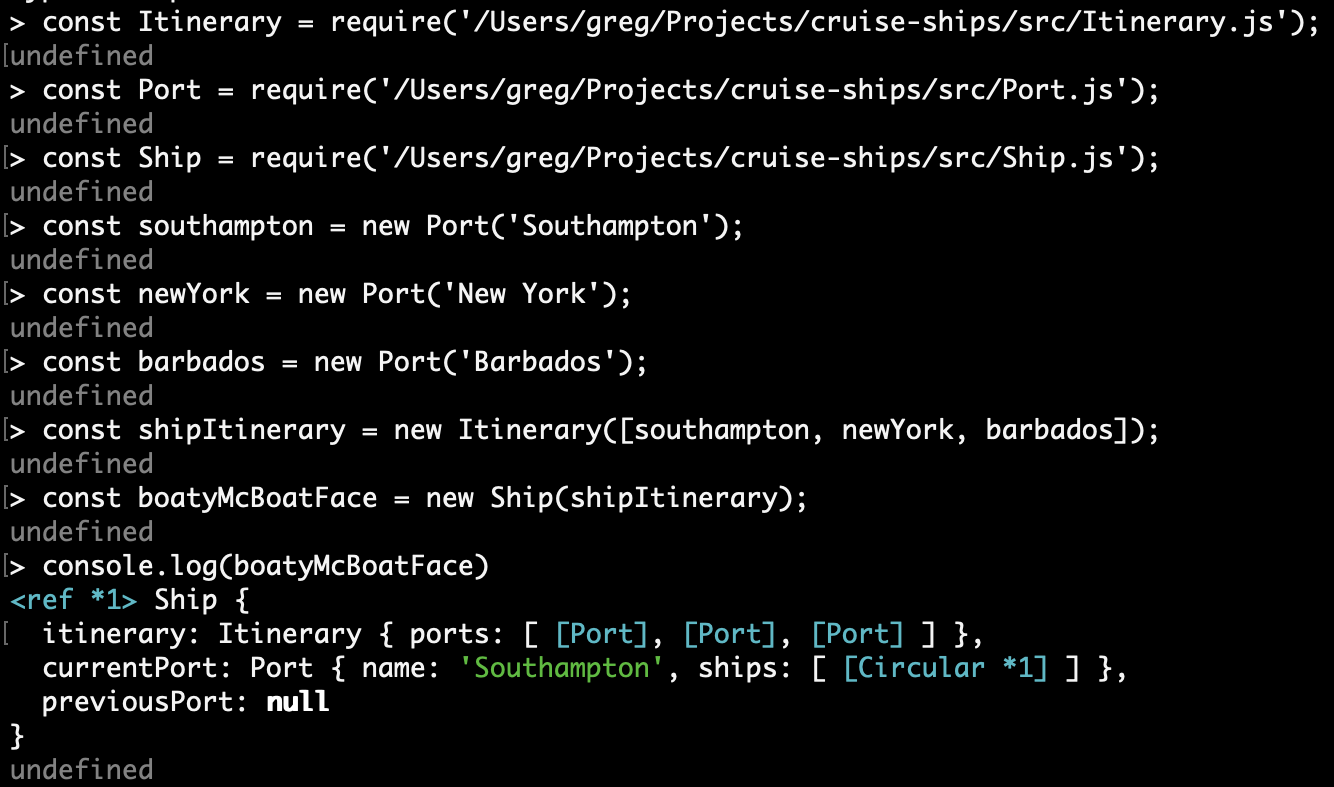 > const Itinerary = require('/Users/greg/Projects/cruise-ships/src/Itinerary.js');
undefined
> const Port = require('/Users/greg/Projects/cruise-ships/src/Port.js');
undefined
> const Ship = require('/Users/greg/Projects/cruise-ships/src/Ship.js');
undefined
> const southampton = new Port('Southampton');
undefined
> const newYork = new Port('New York');
undefined
> const barbados = new Port('Barbados');
undefined
> const shipItinerary = new Itinerary([southampton, newYork, barbados]);
undefined
> const boatyMcBoatFace = new Ship(shipItinerary);
undefined
> console.log(boatyMcBoatFace)
<ref *1> Ship {
  itinerary: Itinerary { ports: [ [Port], [Port], [Port] ] },
  currentPort: Port { name: 'Southampton', ships: [ [Circular *1] ] },
  previousPort: null
}
undefined